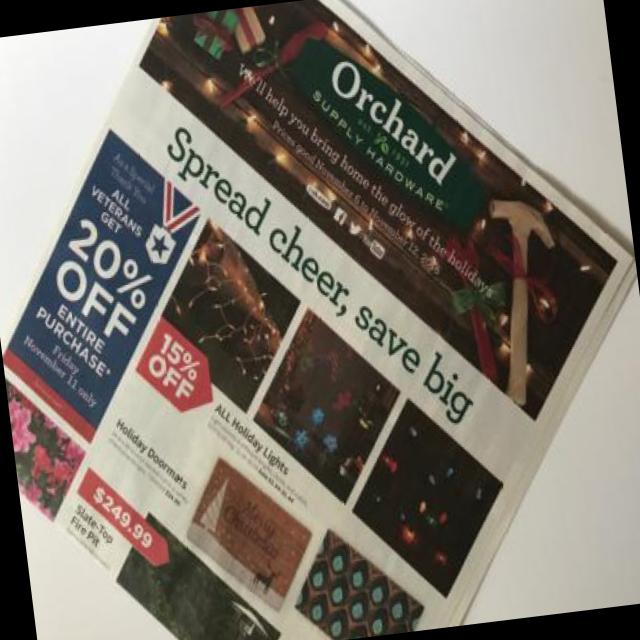 Orchard
SUPPLY HARDWARE
We'll help you bring home the glow of the holidays
Prices good November 6 to November 12, 2016
Spread cheer, save big
As a Special
Thank You
ALL
VETERANS
GET
20%
OFF
ENTIRE
PURCHASE*
Friday
November 11 only
15%
OFF
ALL Holiday Lights
Holiday Doormats
$249.99
Slate-Top
Fire Pit
Merry
Christmas